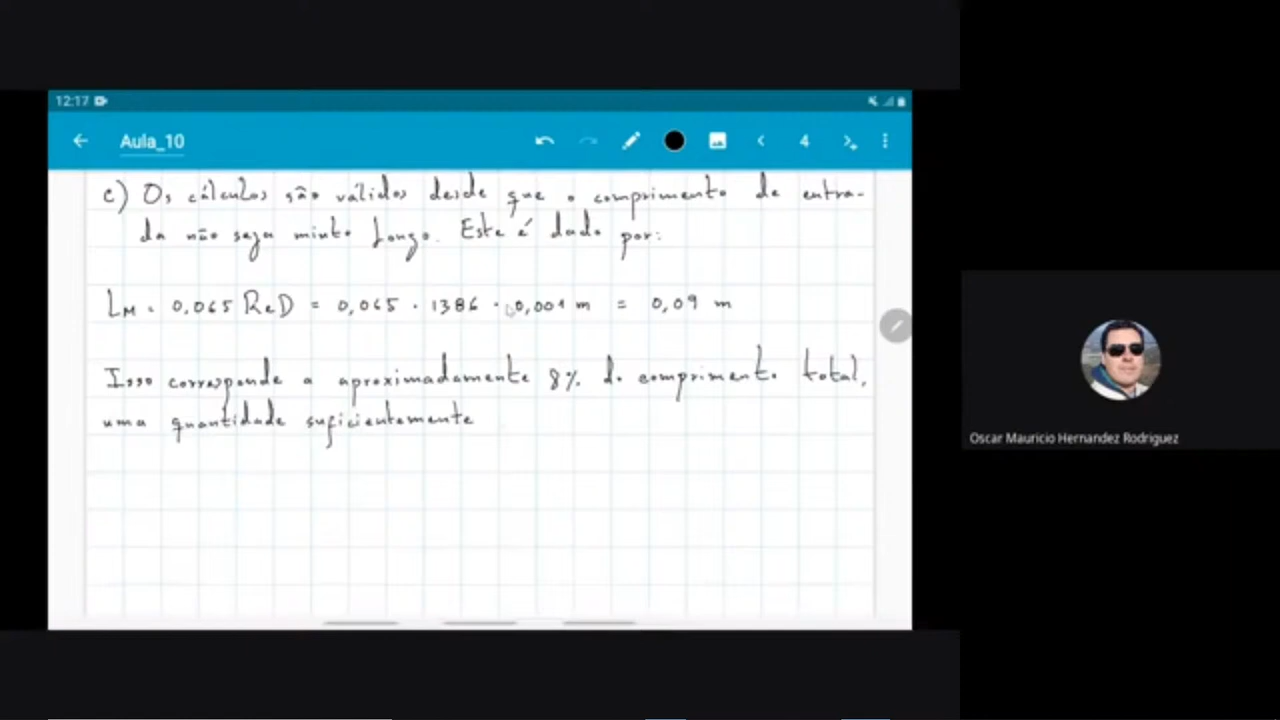 12:17
Aula_10
4
c) Os cálculos são válidos desde que o comprimento de entra-
da não seja minto longo. Este é dado por:
LM = 0,065 ReD = 0,065 · 1386 · 0,001 m = 0,09 m
Isso corresponde a aproximadamente 8% do comprimento total,
uma quantidade suficientemente
Oscar Mauricio Hernandez Rodriguez